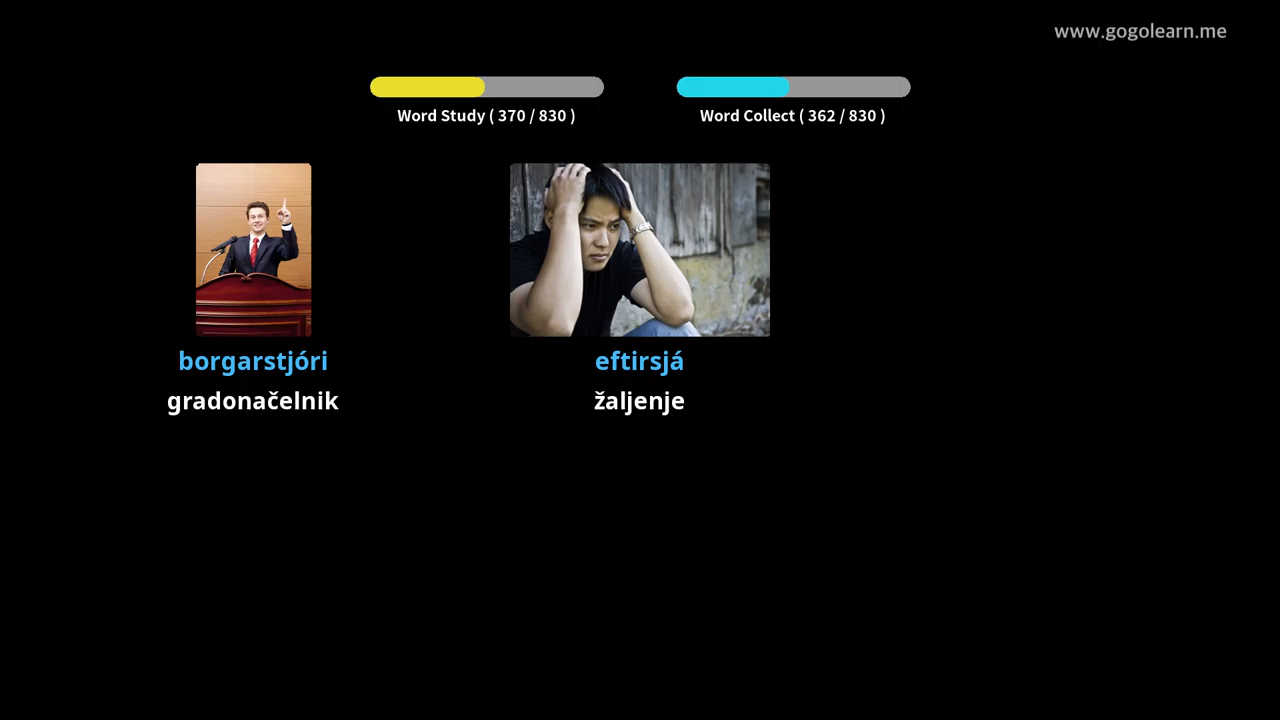 www.gogolearn.me
Word Study ( 370 / 830 )
Word Collect ( 362 / 830 )
borgarstjóri
eftirsjá
gradonačelnik
žaljenje